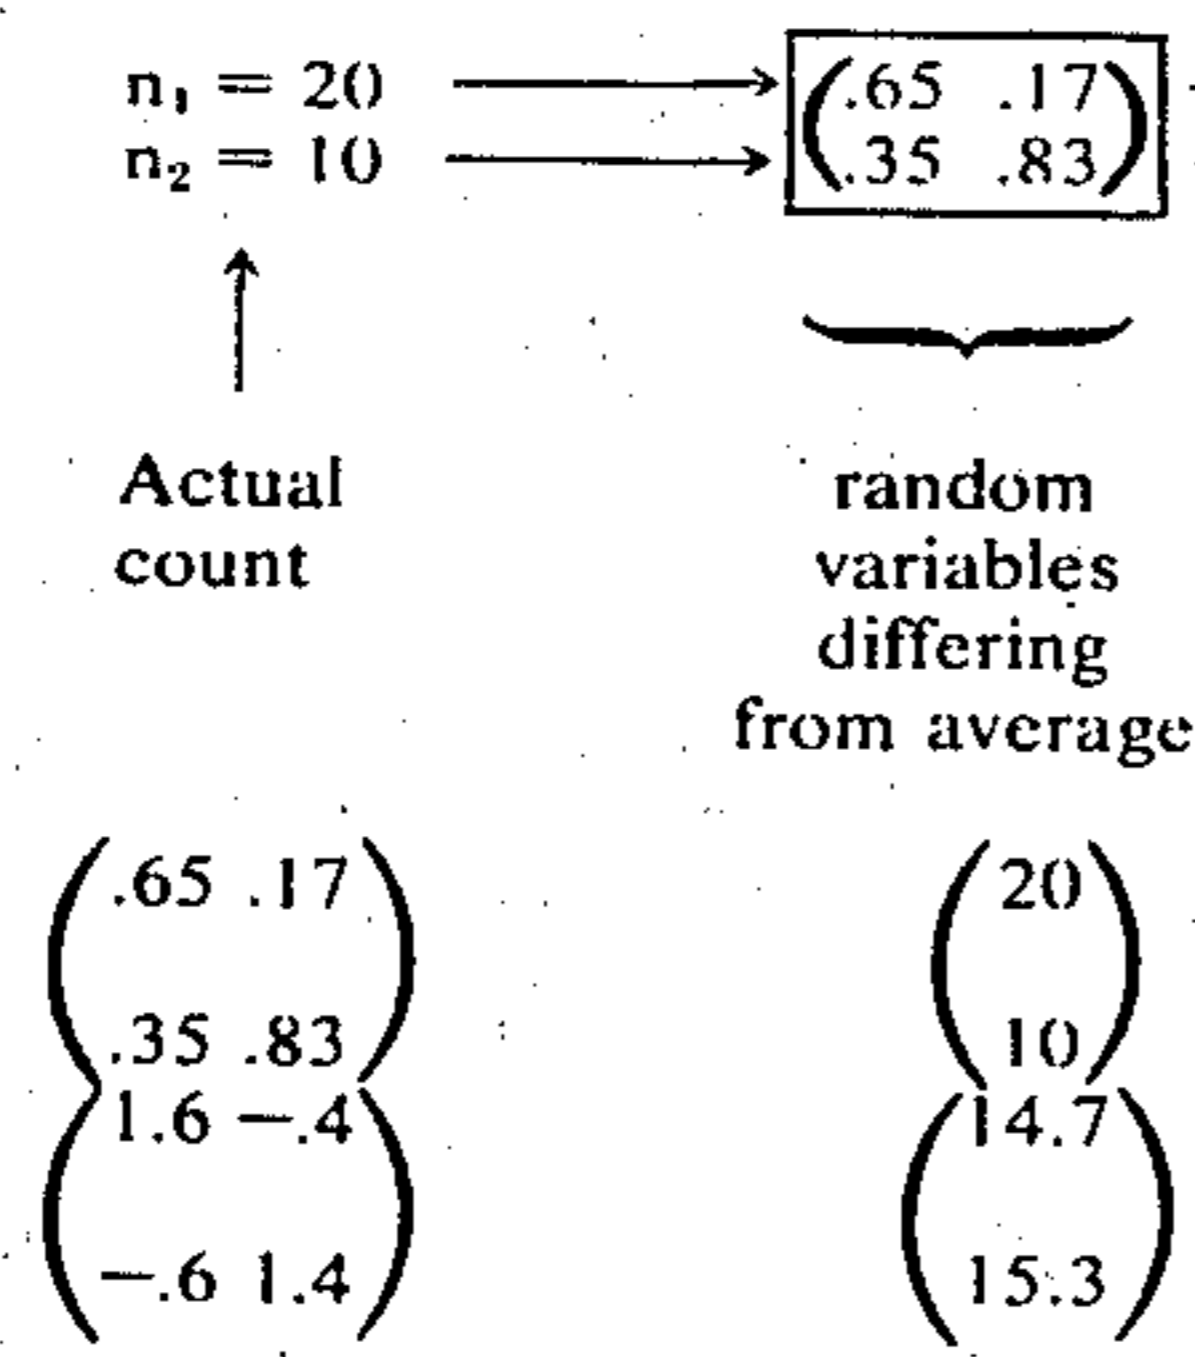 n₁ = 20 (.65 .17)
n₂ = 10 (.35 .83)
Actual
count
random
variables
differing
from average
(.65 .17) (20)
(.35 .83) (10)
(1.6 −.4) (14.7)
(−.6 1.4) (15.3)